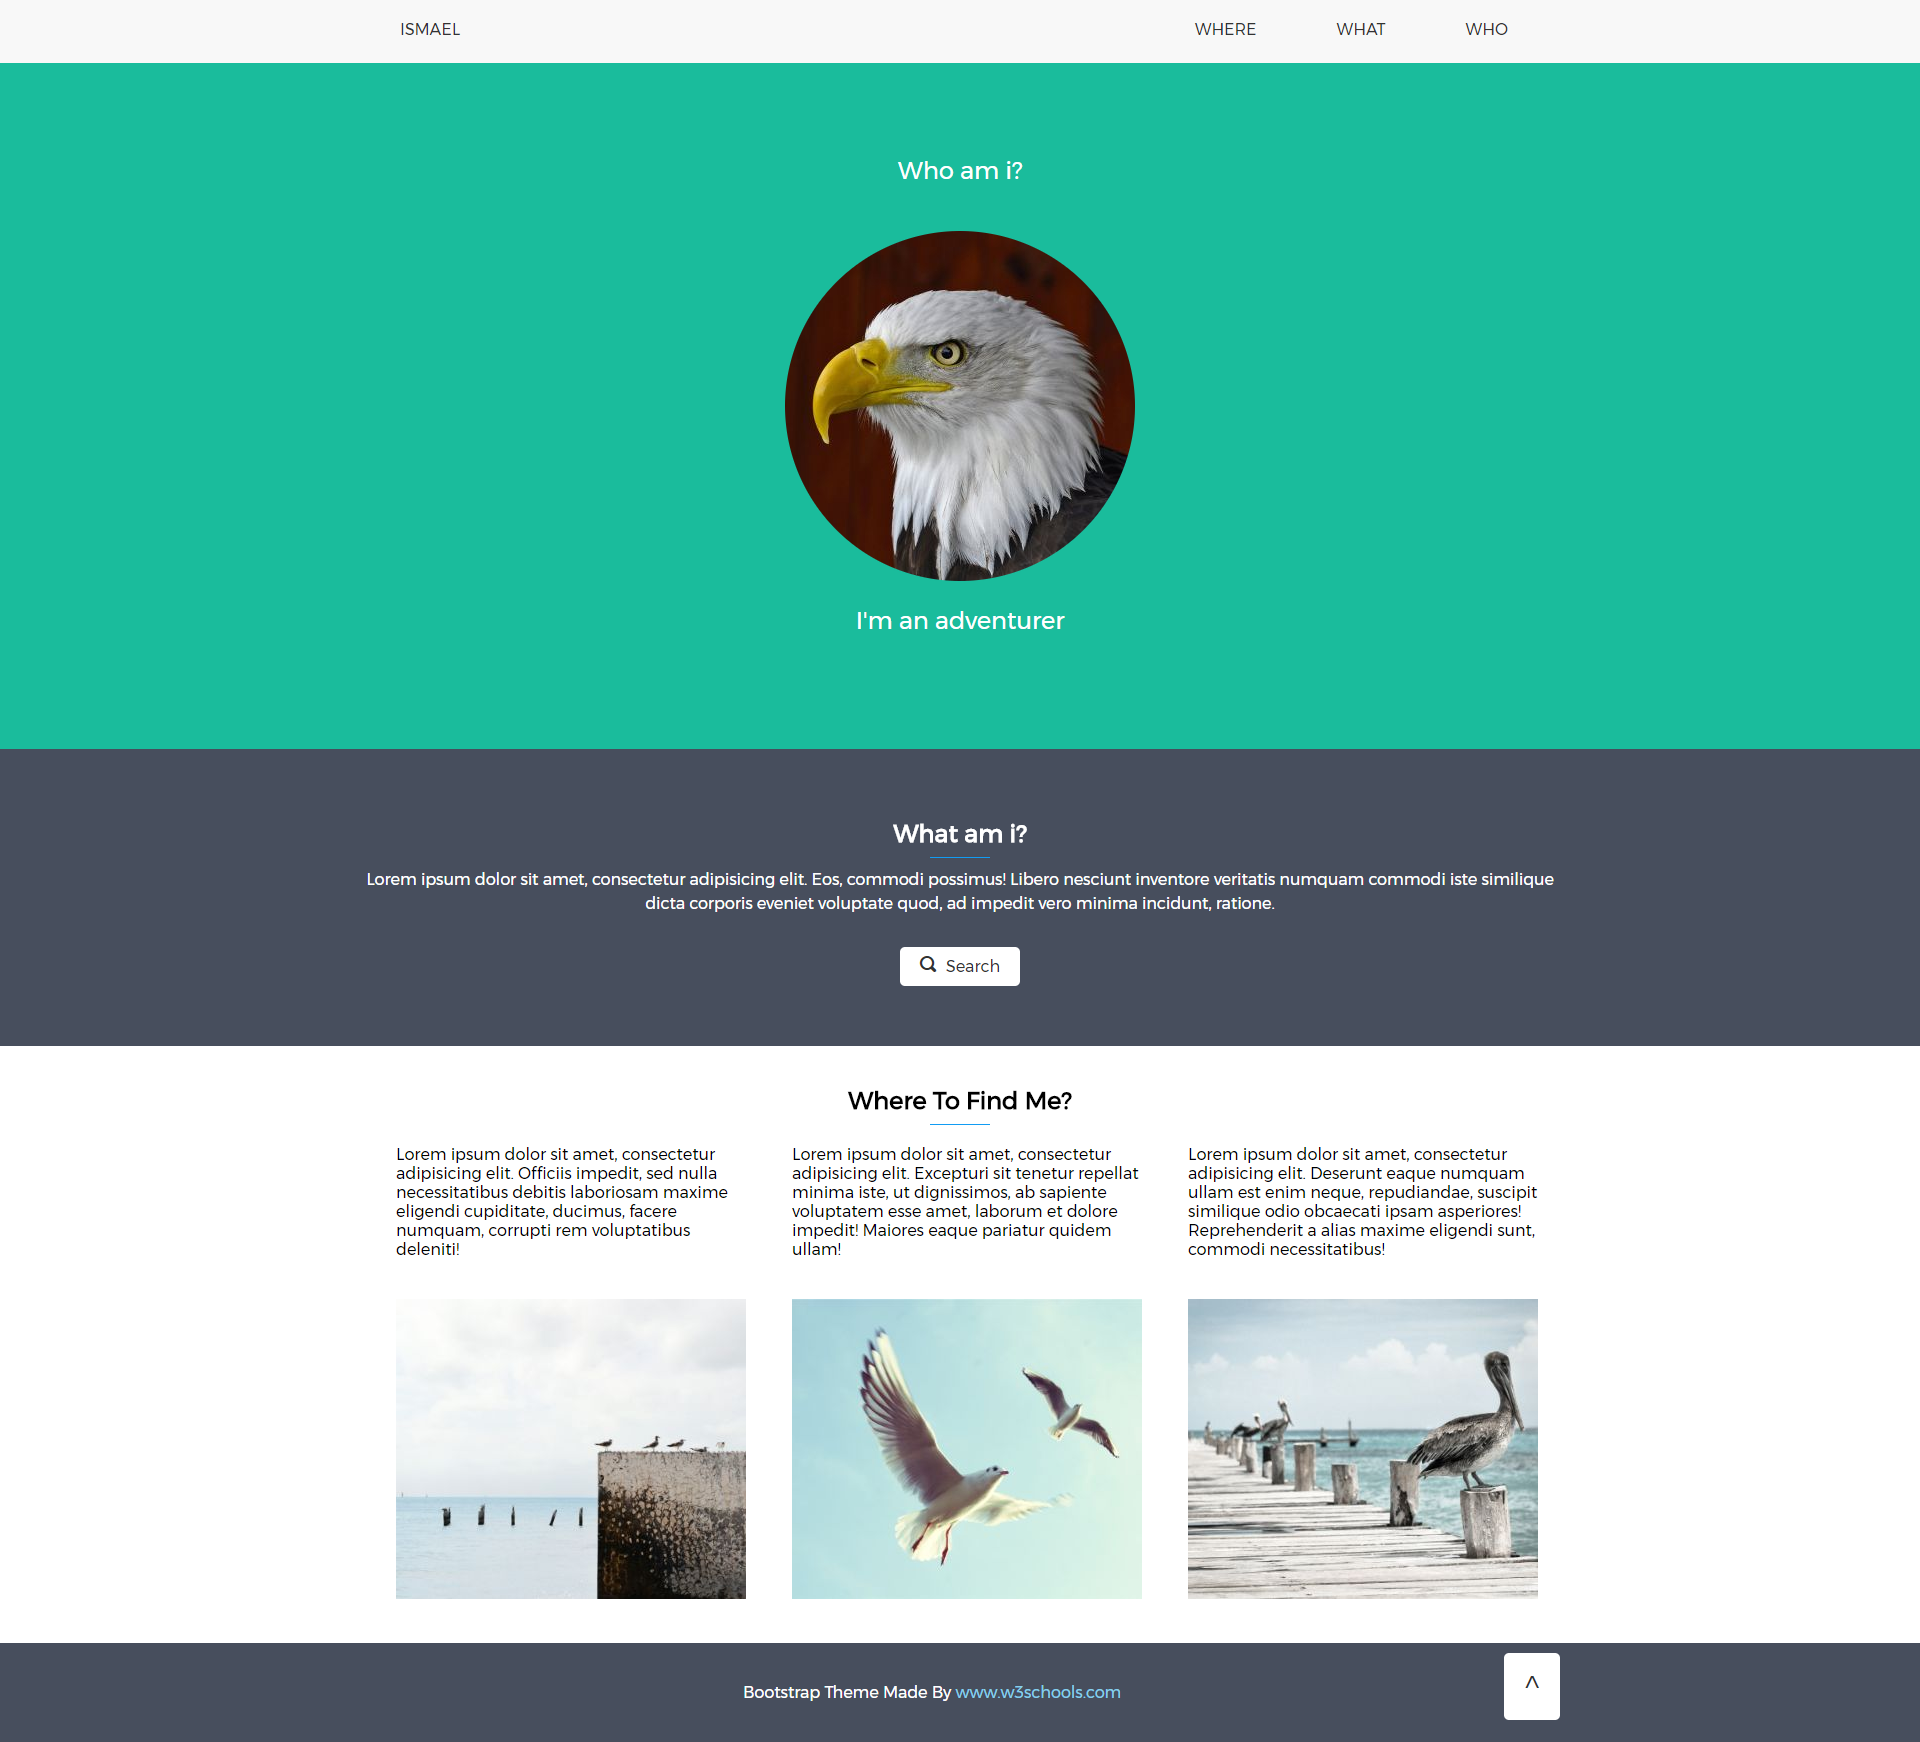 ISMAEL
WHERE
WHAT
WHO
Who am i?
I'm an adventurer
What am i?
Lorem ipsum dolor sit amet, consectetur adipisicing elit. Eos, commodi possimus! Libero nesciunt inventore veritatis numquam commodi iste similique
dicta corporis eveniet voluptate quod, ad impedit vero minima incidunt, ratione.
Search
Where To Find Me?
Lorem ipsum dolor sit amet, consectetur
adipisicing elit. Officiis impedit, sed nulla
necessitatibus debitis laboriosam maxime
eligendi cupiditate, ducimus, facere
numquam, corrupti rem voluptatibus
deleniti!
Lorem ipsum dolor sit amet, consectetur
adipisicing elit. Excepturi sit tenetur repellat
minima iste, ut dignissimos, ab sapiente
voluptatem esse amet, laborum et dolore
impedit! Maiores eaque pariatur quidem
ullam!
Lorem ipsum dolor sit amet, consectetur
adipisicing elit. Deserunt eaque numquam
ullam est enim neque, repudiandae, suscipit
similique odio obcaecati ipsam asperiores!
Reprehenderit a alias maxime eligendi sunt,
commodi necessitatibus!
Bootstrap Theme Made By www.w3schools.com
^